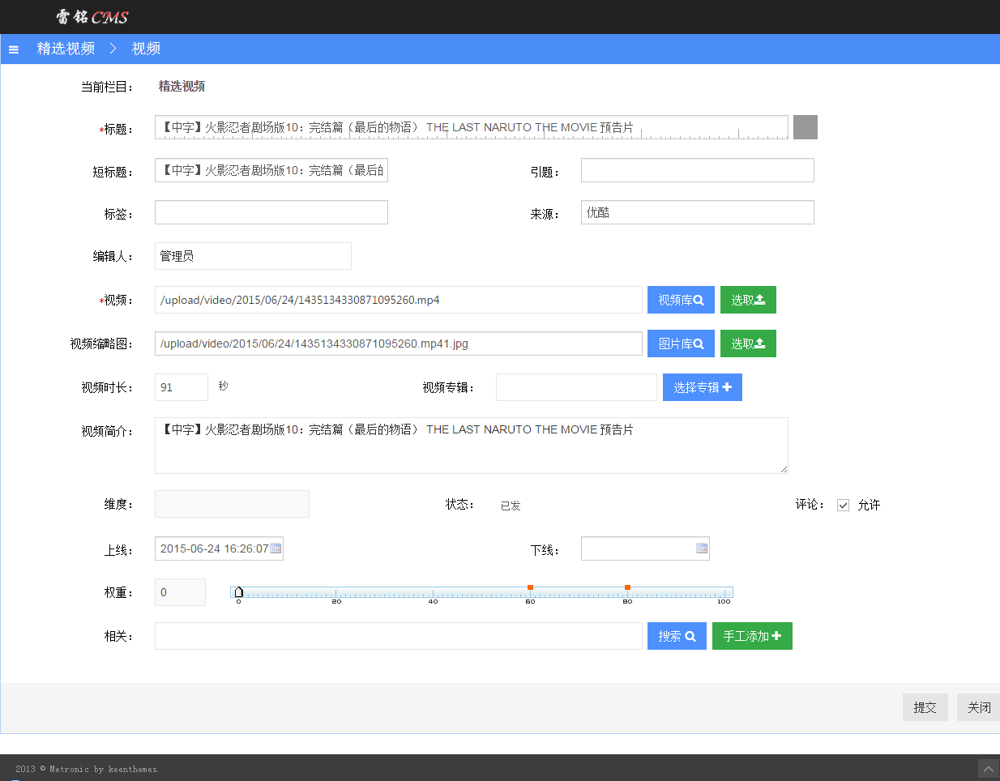 雷铭CMS
精选视频 视频
当前栏目： 精选视频
*标题： 【中字】火影忍者剧场版10：完结篇（最后的物语） THE LAST NARUTO THE MOVIE 预告片
短标题： 【中字】火影忍者剧场版10：完结篇（最后的 引题：
标签： 来源： 优酷
编辑人： 管理员
*视频： /upload/video/2015/06/24/1435134330871095260.mp4 视频库 选取
视频缩略图： /upload/video/2015/06/24/1435134330871095260.mp41.jpg 图片库 选取
视频时长： 91 秒 视频专辑： 选择专辑
视频简介： 【中字】火影忍者剧场版10：完结篇（最后的物语） THE LAST NARUTO THE MOVIE 预告片
维度： 状态： 已发 评论： 允许
上线： 2015-06-24 16:26:07 下线：
权重： 0 0 20 40 60 80 100
相关： 搜索 手工添加
提交 关闭
2013 © Metronic by keenthemes.